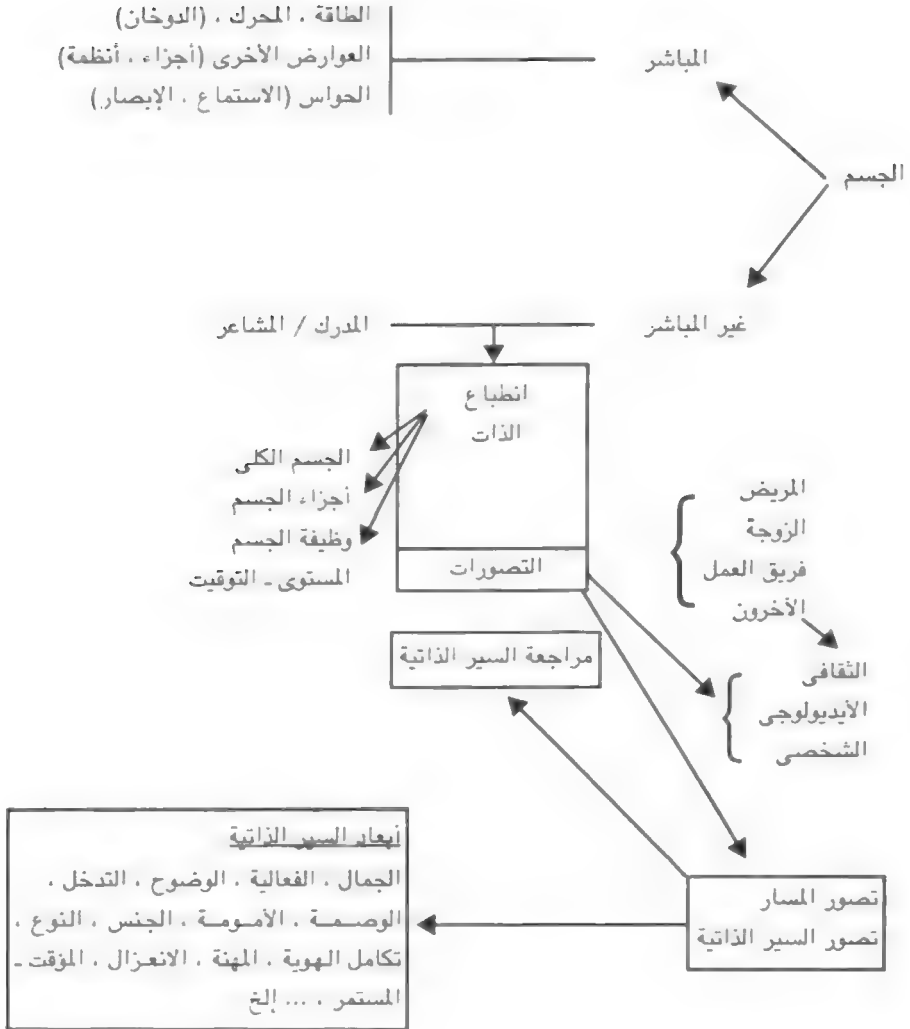 الطاقة ، المحرك ، (الدوخان)
العوارض الأخرى (أجزاء ، أنظمة)
الحواس (الاستماع ، الإبصار)
المباشر
الجسم
غير المباشر
المدرك / المشاعر
انطباع
الذات
الجسم الكلى
أجزاء الجسم
وظيفة الجسم
المستوى ـ التوقيت
التصورات
المريض
الزوجة
فريق العمل
الآخرون
الثقافى
الأيديولوجى
الشخصى
مراجعة السير الذاتية
تصور المسار
تصور السير الذاتية
أبعاد السير الذاتية
الجمال ، الفعالية ، الوضوح ، التدخل ،
الوصمة ، الأمومة ، الجنس ، النوع ،
تكامل الهوية ، المهنة ، الانعزال ، المؤقت ـ
المستمر ، ... إلخ